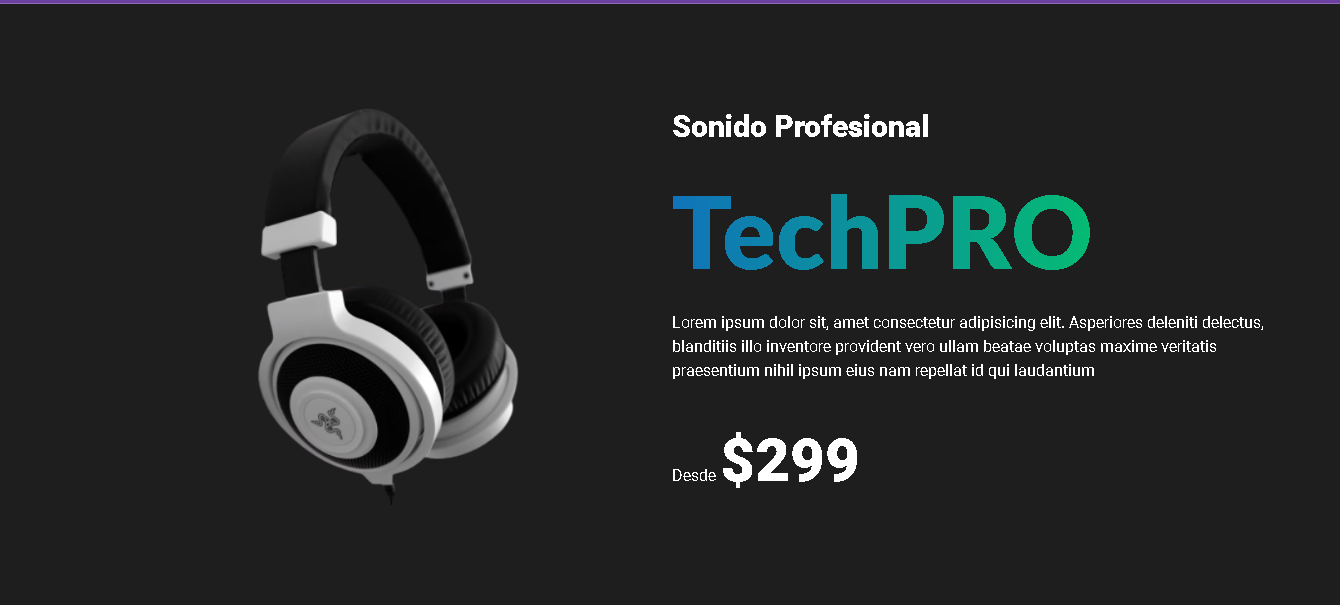 Sonido Profesional
TechPRO
Lorem ipsum dolor sit, amet consectetur adipisicing elit. Asperiores deleniti delectus,
blanditiis illo inventore provident vero ullam beatae voluptas maxime veritatis
praesentium nihil ipsum eius nam repellat id qui laudantium
Desde $299